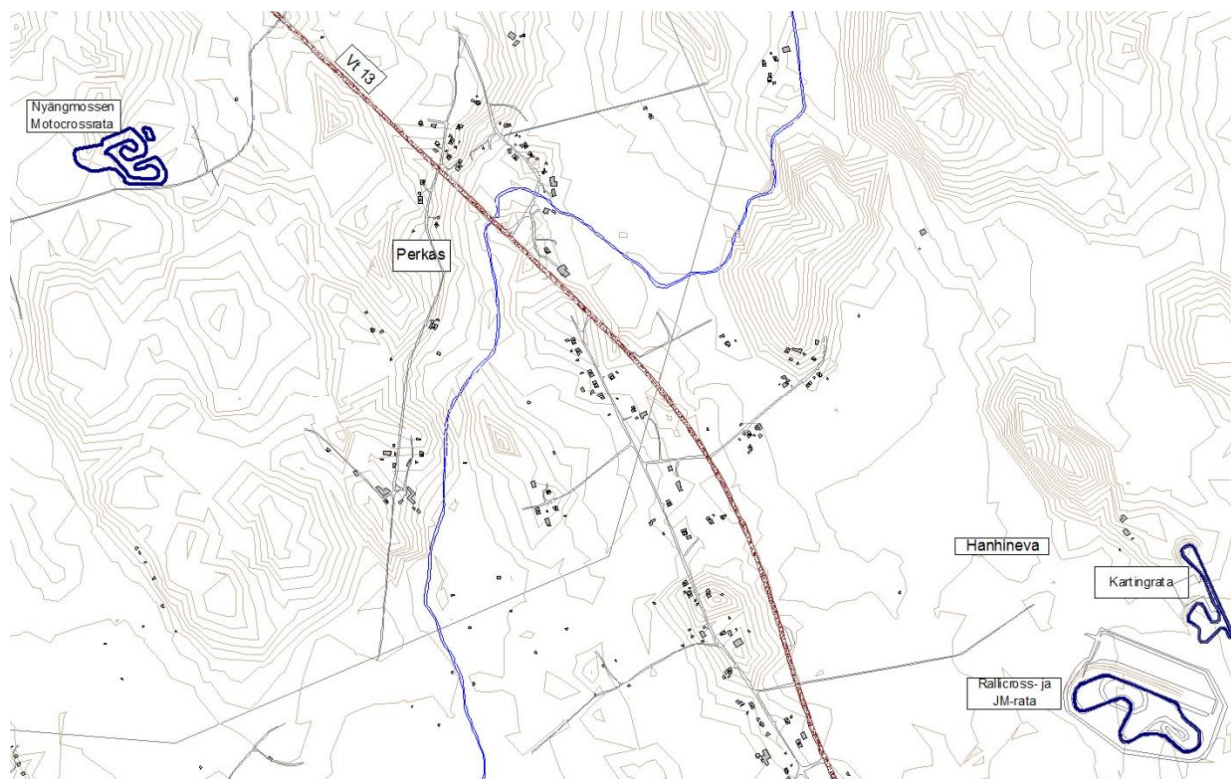 Vt 13
Nyängmossen
Motocrossrata
Perkas
Hanhineva
Kartingrata
Rallicross- ja
JM-rata